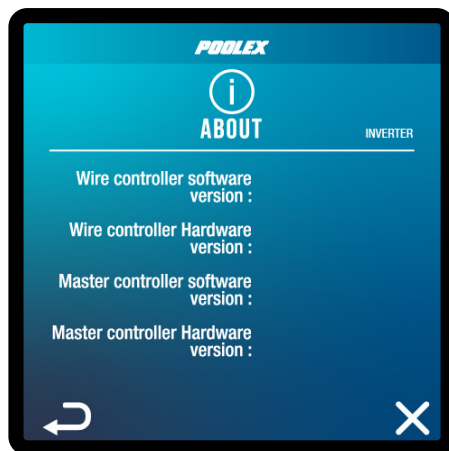 POOLEX
ABOUT
INVERTER
Wire controller software
version :
Wire controller Hardware
version :
Master controller software
version :
Master controller Hardware
version :